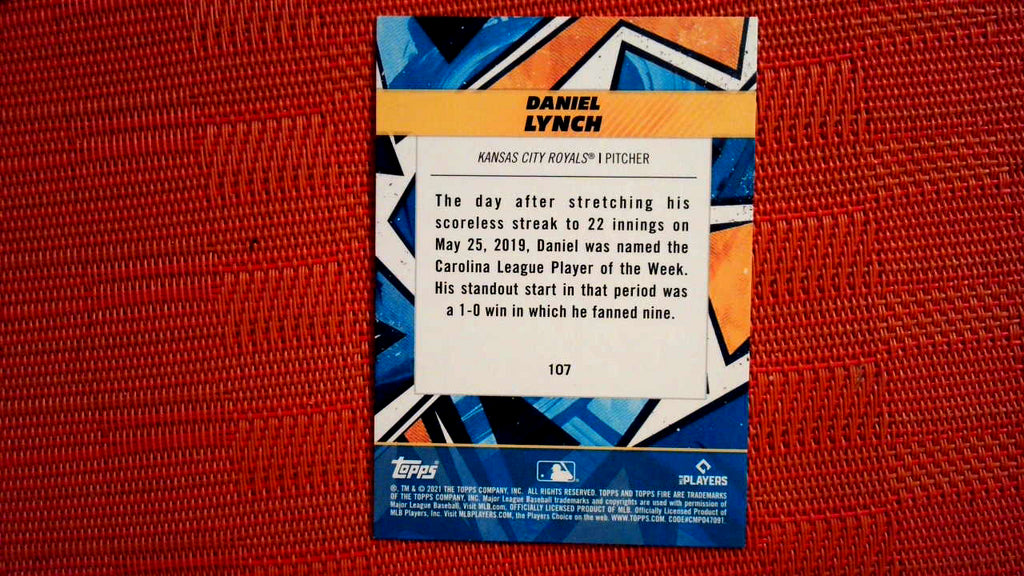 DANIEL
LYNCH
KANSAS CITY ROYALS® | PITCHER
The day after stretching his
scoreless streak to 22 innings on
May 25, 2019, Daniel was named the
Carolina League Player of the Week.
His standout start in that period was
a 1-0 win in which he fanned nine.
107
Topps
PLAYERS
®, TM & © 2021 THE TOPPS COMPANY, INC. ALL RIGHTS RESERVED. TOPPS AND TOPPS FIRE ARE TRADEMARKS
OF THE TOPPS COMPANY, INC. Major League Baseball trademarks and copyrights are used with permission of
Major League Baseball. Visit MLB.com. OFFICIALLY LICENSED PRODUCT OF MLB. Officially Licensed Product of
MLB Players, Inc. Visit MLBPLAYERS.COM, the Players Choice on the web. WWW.TOPPS.COM. CODE#CMP047091.